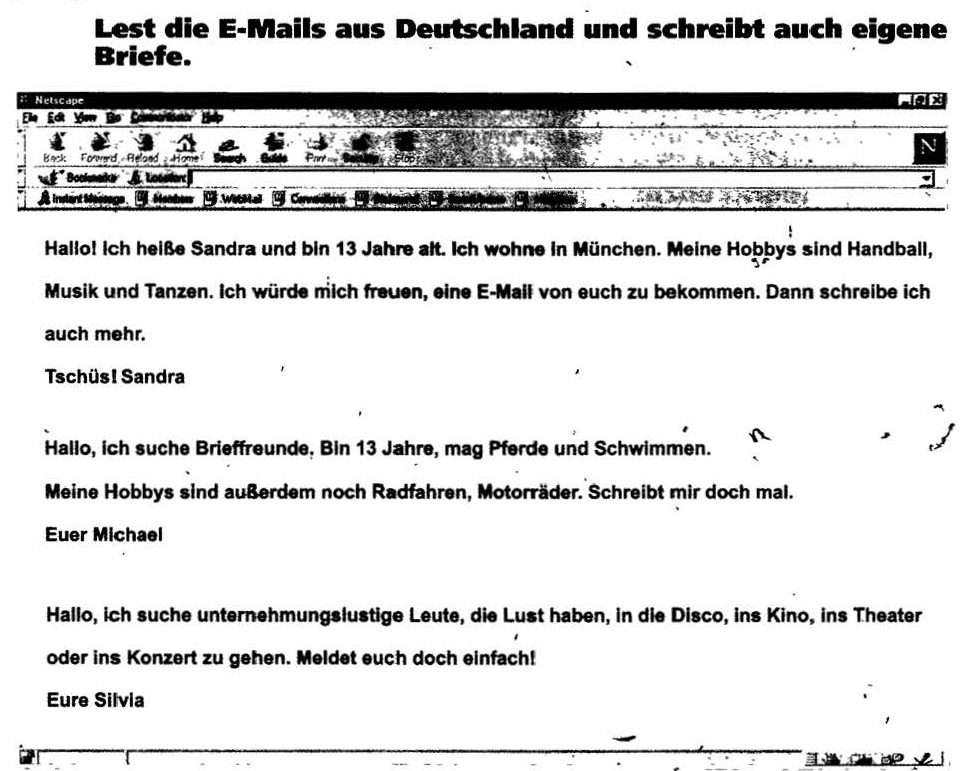 Lest die E-Mails aus Deutschland und schreibt auch eigene
Briefe.
Netscape
File Edit View Go Communicator Help
Back Forward Reload Home Search Guide Print Security Stop
N
Bookmarks Location:
Instant Message Members WebMail Connections
Hallo! Ich heiße Sandra und bin 13 Jahre alt. Ich wohne in München. Meine Hobbys sind Handball,
Musik und Tanzen. Ich würde mich freuen, eine E-Mail von euch zu bekommen. Dann schreibe ich
auch mehr.
Tschüs! Sandra
Hallo, ich suche Brieffreunde. Bin 13 Jahre, mag Pferde und Schwimmen.
Meine Hobbys sind außerdem noch Radfahren, Motorräder. Schreibt mir doch mal.
Euer Michael
Hallo, ich suche unternehmungslustige Leute, die Lust haben, in die Disco, ins Kino, ins Theater
oder ins Konzert zu gehen. Meldet euch doch einfach!
Eure Silvia